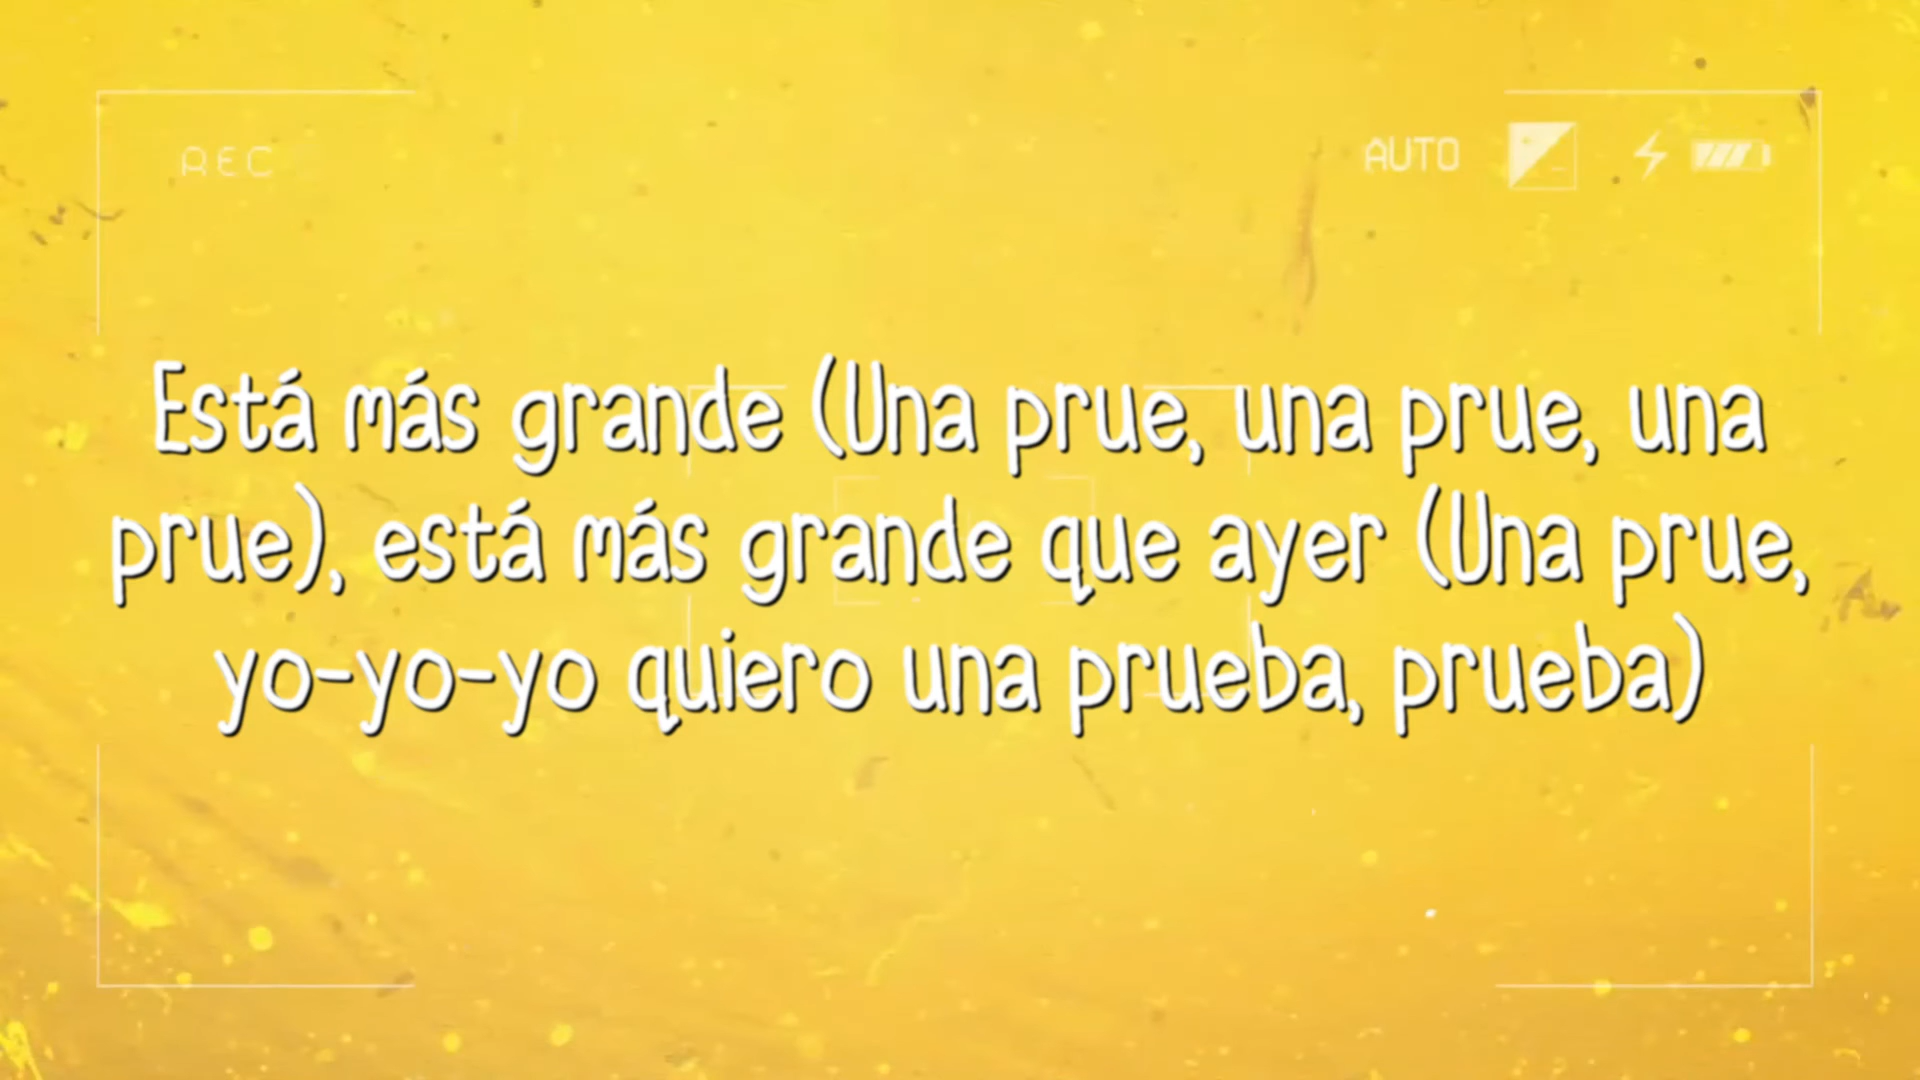 REC
AUTO
Está más grande (Una prue, una prue, una
prue), está más grande que ayer (Una prue,
yo-yo-yo quiero una prueba, prueba)